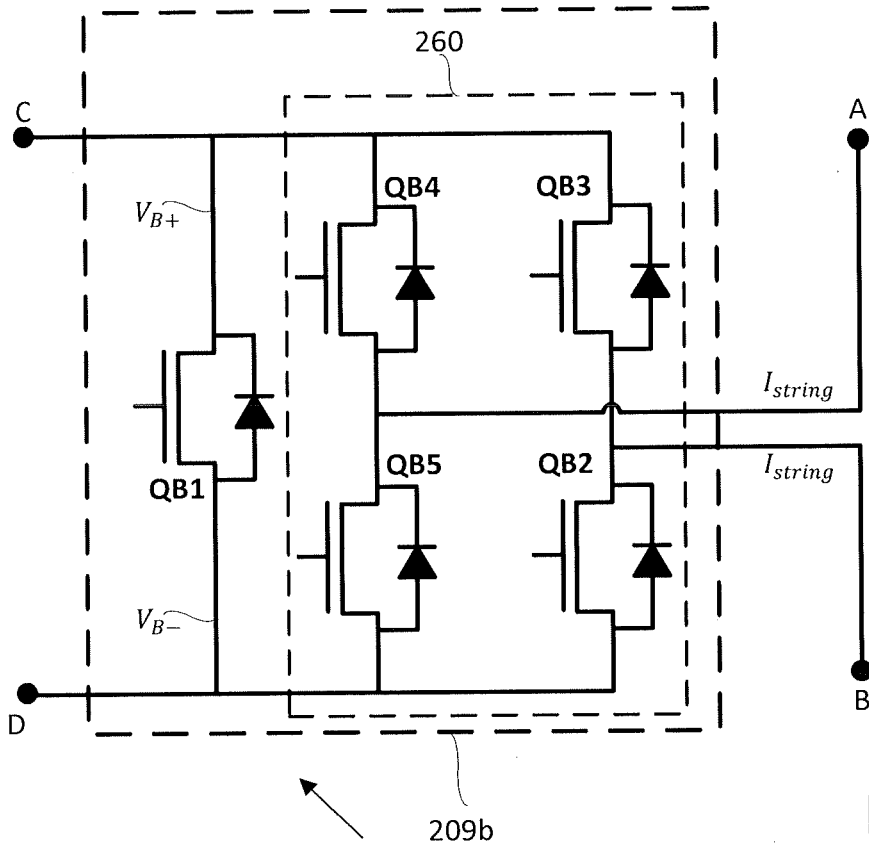 260
C
A
QB4
QB3
V_{B+}
I_{string}
QB5
QB2
I_{string}
QB1
V_{B-}
D
B
209b